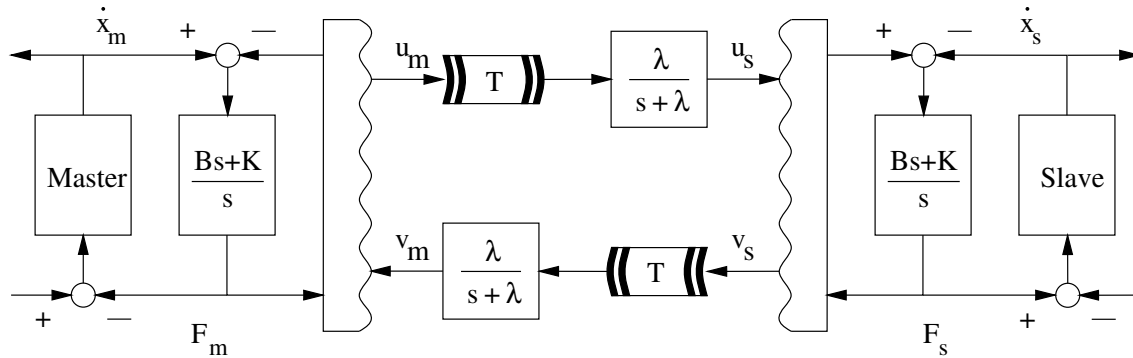 ẋm + — — ẋs +
um T λ us
s + λ
Master Bs+K Bs+K Slave
s s
vm λ T vs
s + λ
+ — + —
Fm Fs